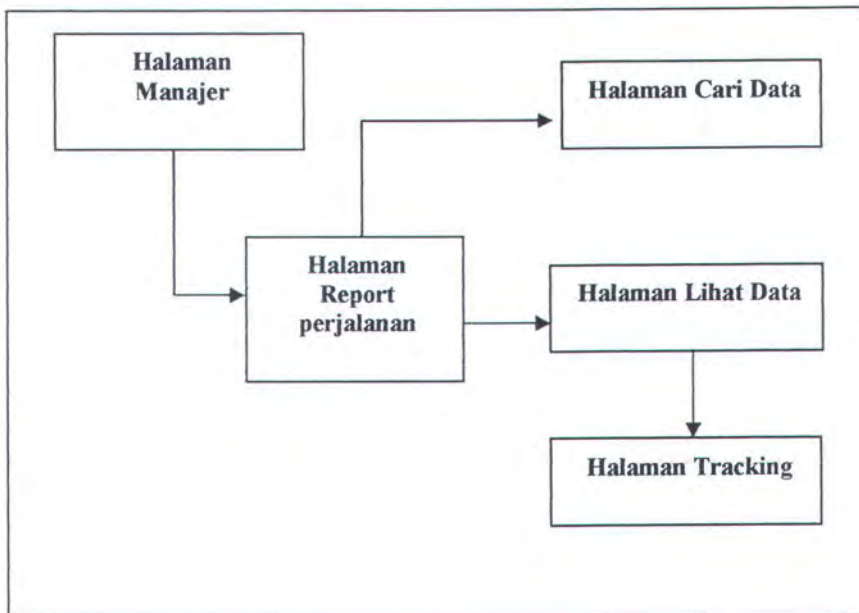 Halaman
Manajer
Halaman Cari Data
Halaman
Report
perjalanan
Halaman Lihat Data
Halaman Tracking